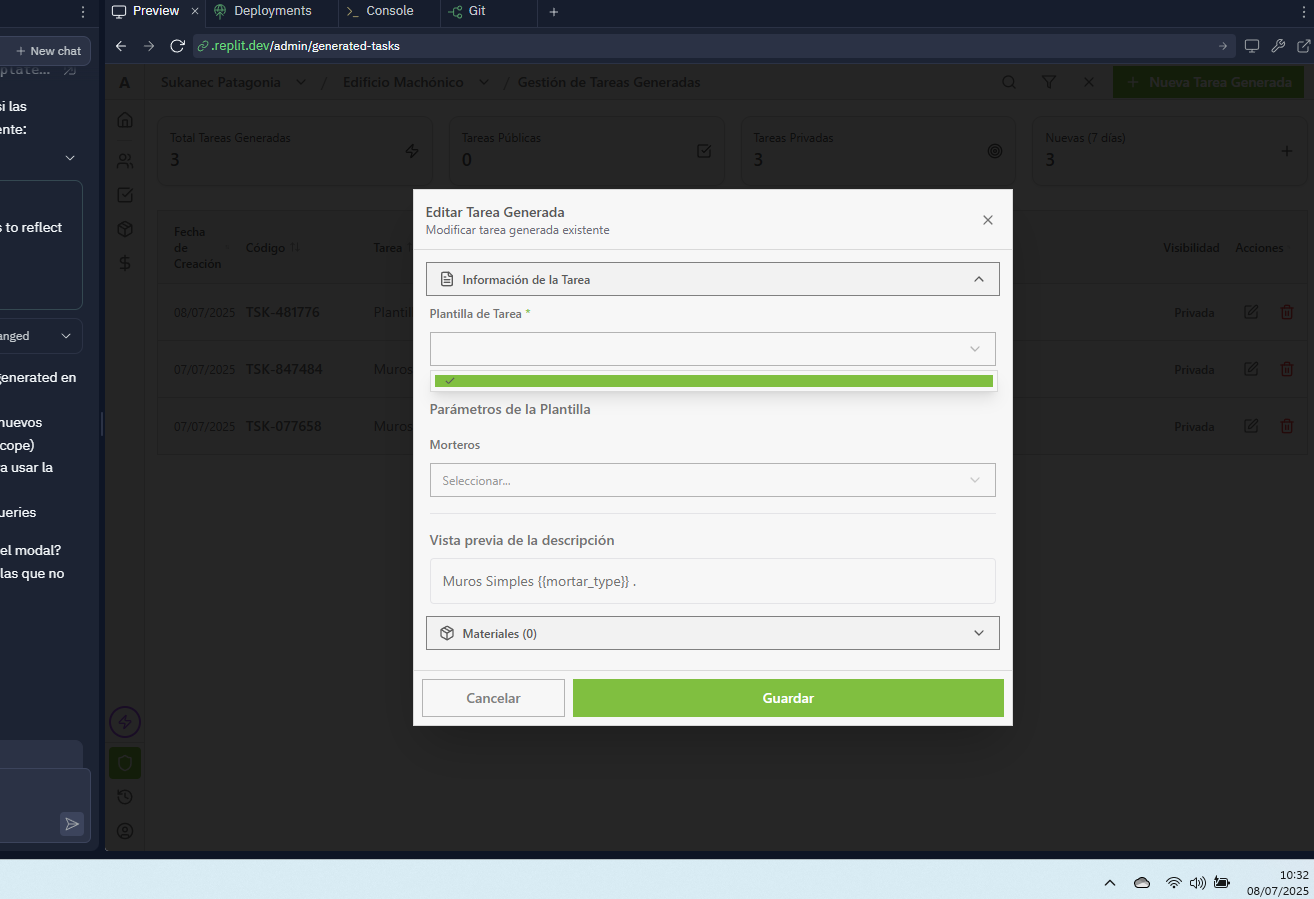 Preview
Deployments
Console
Git
New chat
.replit.dev/admin/generated-tasks
si las
ente:
s to reflect
anged
generated en
nuevos
cope)
a usar la
ueries
el modal?
las que no
A
Sukanec Patagonia
/
Edificio Machónico
/
Gestión de Tareas Generadas
Nueva Tarea Generada
Total Tareas Generadas
3
Tareas Públicas
0
Tareas Privadas
3
Nuevas (7 días)
3
Fecha de Creación
Código
Tarea
Visibilidad
Acciones
08/07/2025 TSK-481776 Plantil
Privada
07/07/2025 TSK-847484 Muros
Privada
07/07/2025 TSK-077658 Muros
Privada
Editar Tarea Generada
Modificar tarea generada existente
Información de la Tarea
Plantilla de Tarea *
Parámetros de la Plantilla
Morteros
Seleccionar...
Vista previa de la descripción
Muros Simples {{mortar_type}} .
Materiales (0)
Cancelar
Guardar
10:32
08/07/2025